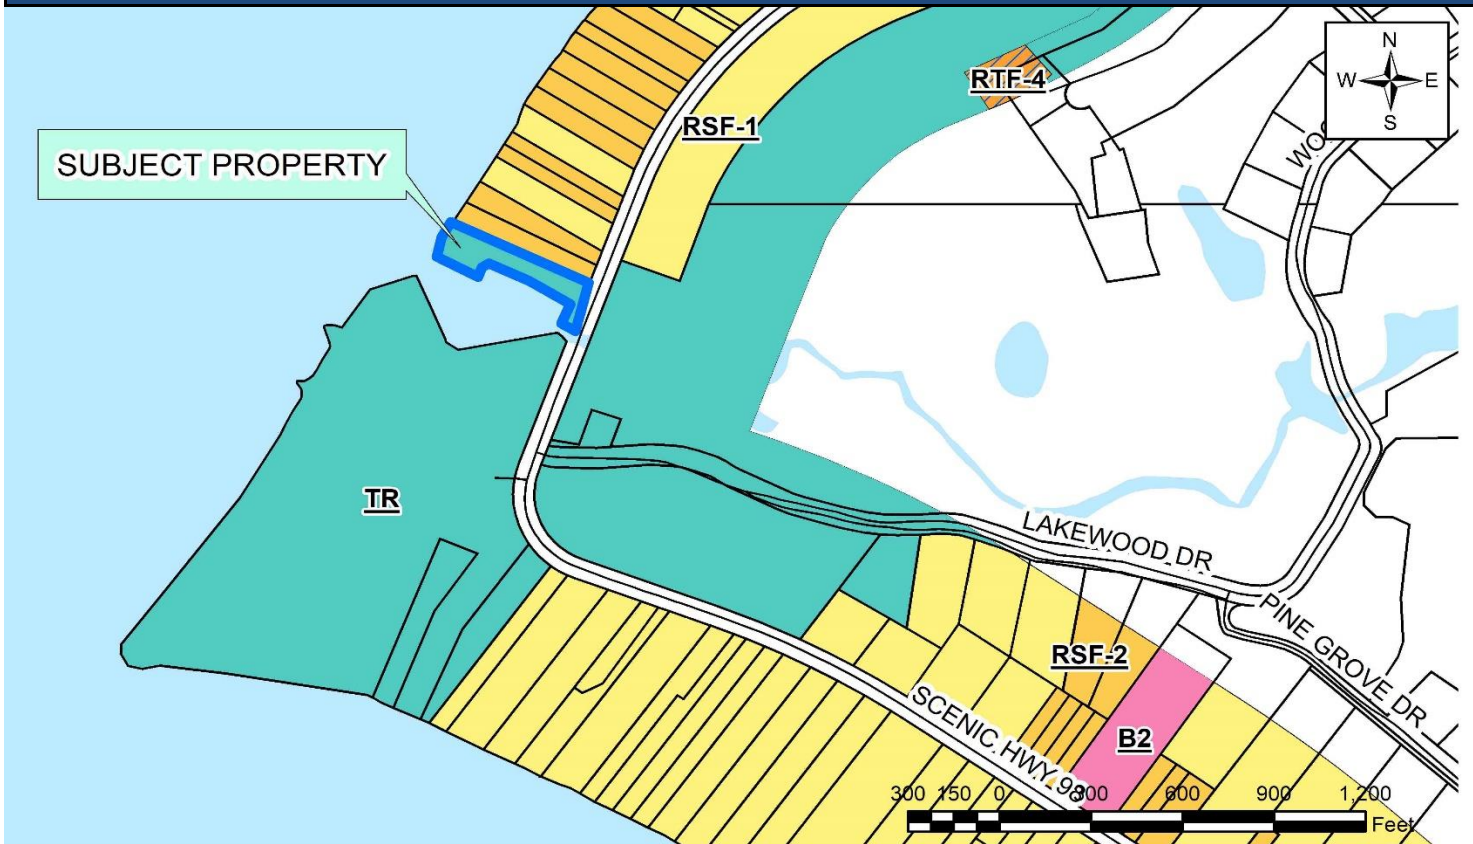 N
W E
S
RTF-4
RSF-1
WO
SUBJECT PROPERTY
TR
LAKEWOOD DR
PINE GROVE DR
RSF-2
SCENIC HWY 98
B2
300 150 0 300 600 900 1,200
Feet